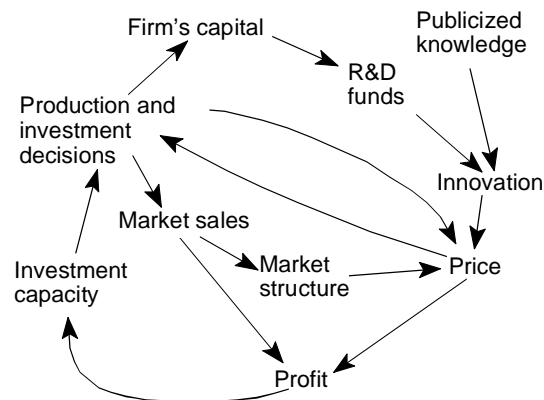 Firm's capital
Publicized
knowledge
R&D
funds
Production and
investment
decisions
Innovation
Market sales
Investment
capacity
Market
structure
Price
Profit